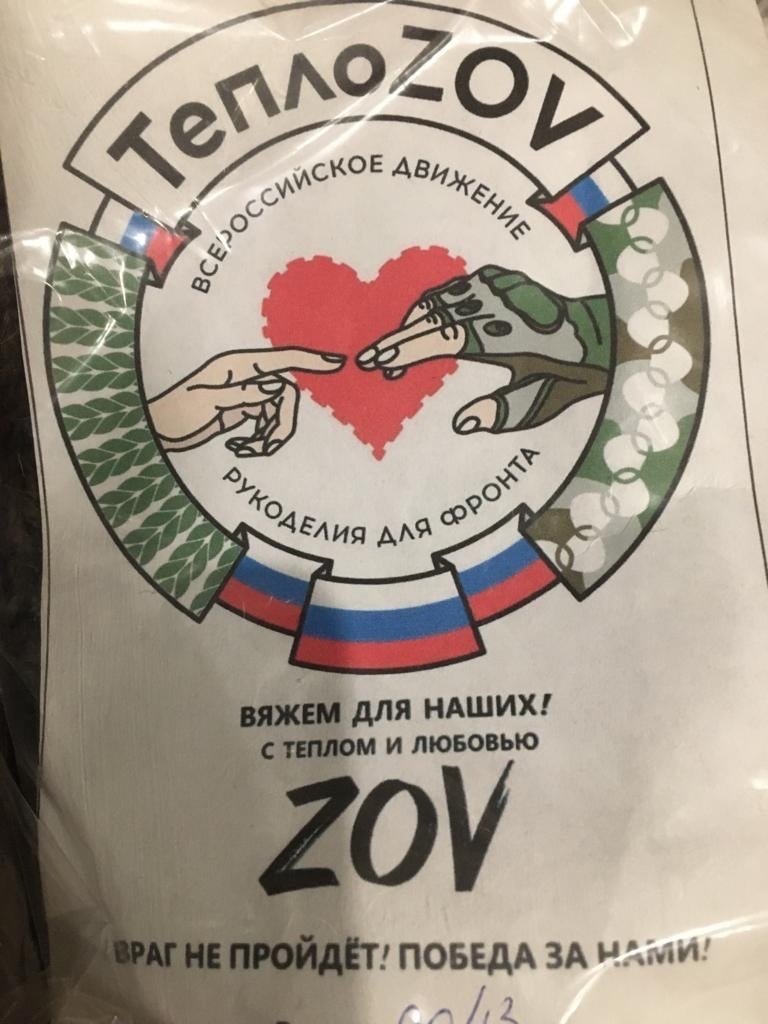 ТеплоZOV
ВСЕРОССИЙСКОЕ ДВИЖЕНИЕ
РУКОДЕЛИЯ ДЛЯ ФРОНТА
ВЯЖЕМ ДЛЯ НАШИХ!
С ТЕПЛОМ И ЛЮБОВЬЮ
ZOV
ВРАГ НЕ ПРОЙДЁТ! ПОБЕДА ЗА НАМИ!